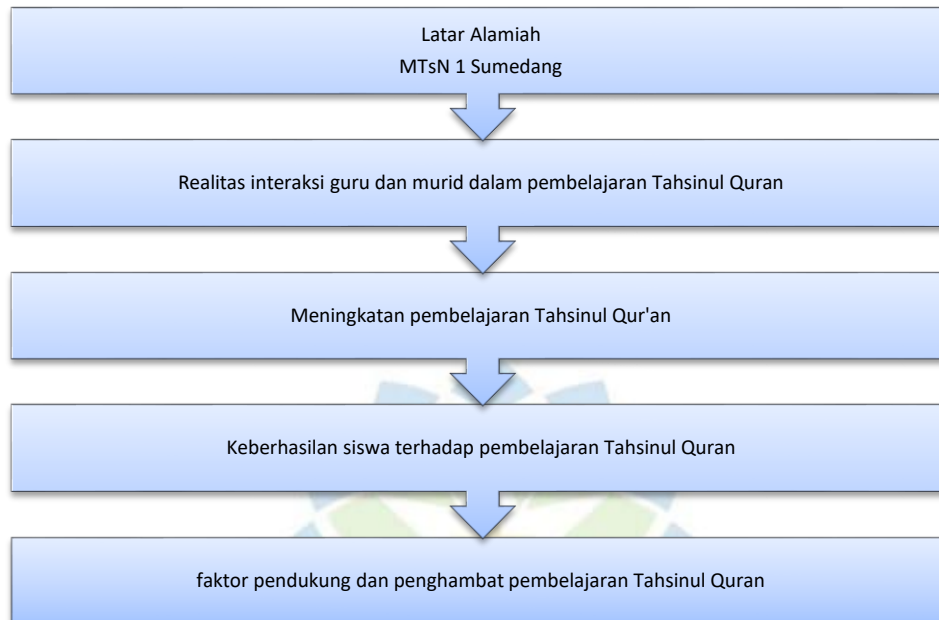 Latar Alamiah
MTsN 1 Sumedang
Realitas interaksi guru dan murid dalam pembelajaran Tahsinul Quran
Meningkatan pembelajaran Tahsinul Qur'an
Keberhasilan siswa terhadap pembelajaran Tahsinul Quran
faktor pendukung dan penghambat pembelajaran Tahsinul Quran